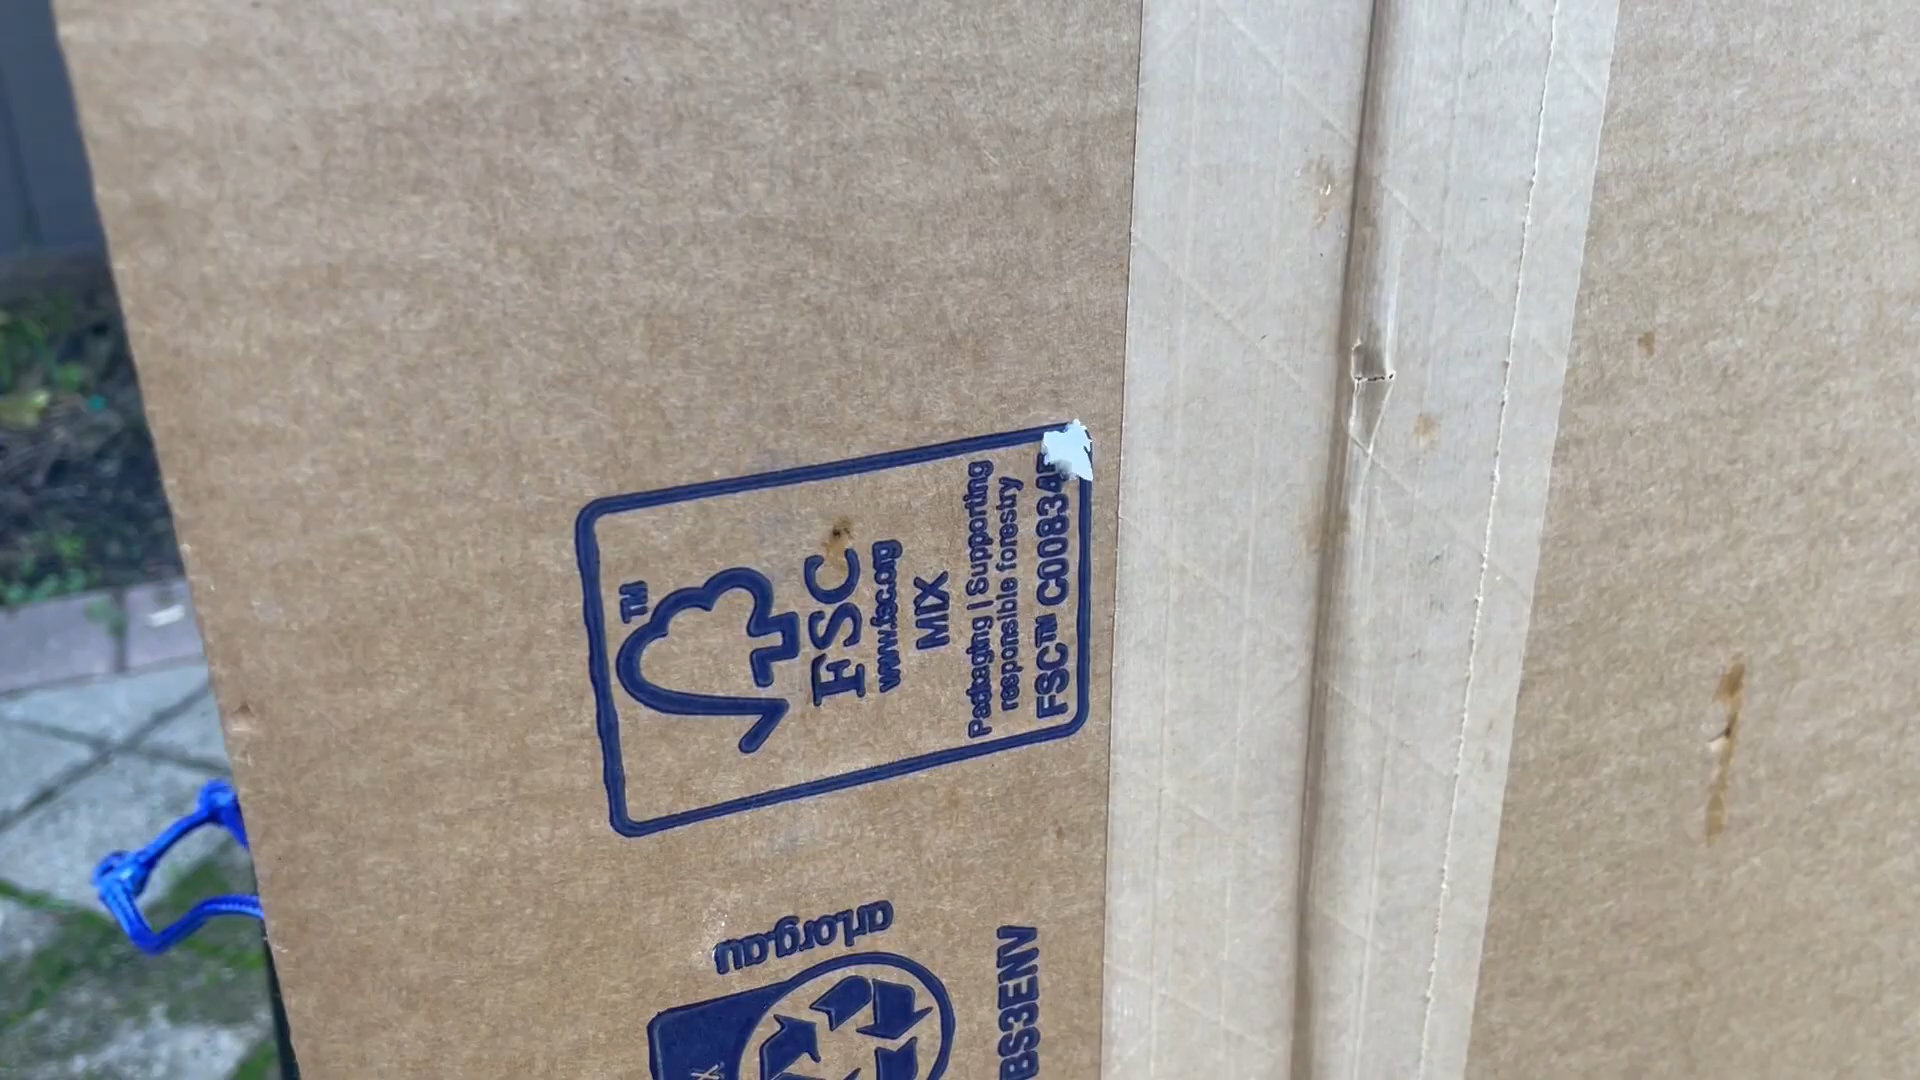 TM
FSC
www.fsc.org
MIX
Packaging | Supporting
responsible forestry
FSC™ C00834
arl.org.au
BS3ENV